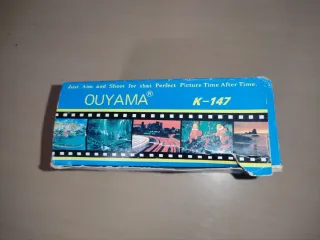 Just Aim and Shoot for that Perfect Picture Time After Time.
OUYAMA® K-147